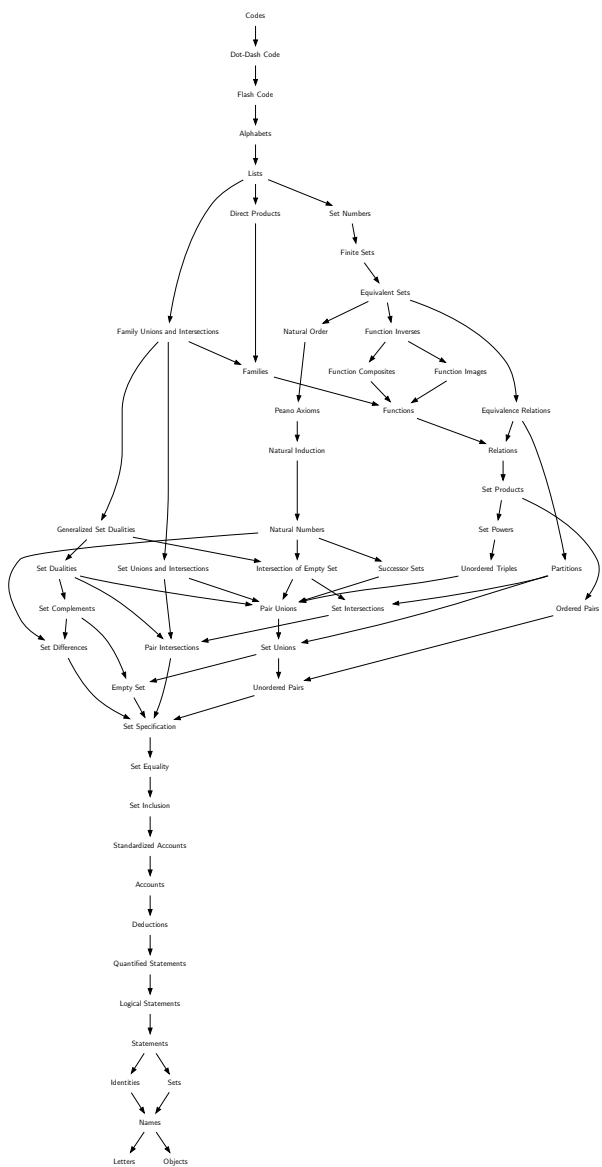 Codes
Dot-Dash Code
Flash Code
Alphabets
Lists
Direct Products
Set Numbers
Finite Sets
Equivalent Sets
Family Unions and Intersections
Natural Order
Function Inverses
Families
Function Composites
Function Images
Peano Axioms
Functions
Equivalence Relations
Natural Induction
Relations
Set Products
Generalized Set Dualities
Natural Numbers
Set Powers
Set Dualities
Set Unions and Intersections
Intersection of Empty Set
Successor Sets
Unordered Triples
Partitions
Set Complements
Pair Unions
Set Intersections
Ordered Pairs
Set Differences
Pair Intersections
Set Unions
Empty Set
Unordered Pairs
Set Specification
Set Equality
Set Inclusion
Standardized Accounts
Accounts
Deductions
Quantified Statements
Logical Statements
Statements
Identities
Sets
Names
Letters
Objects